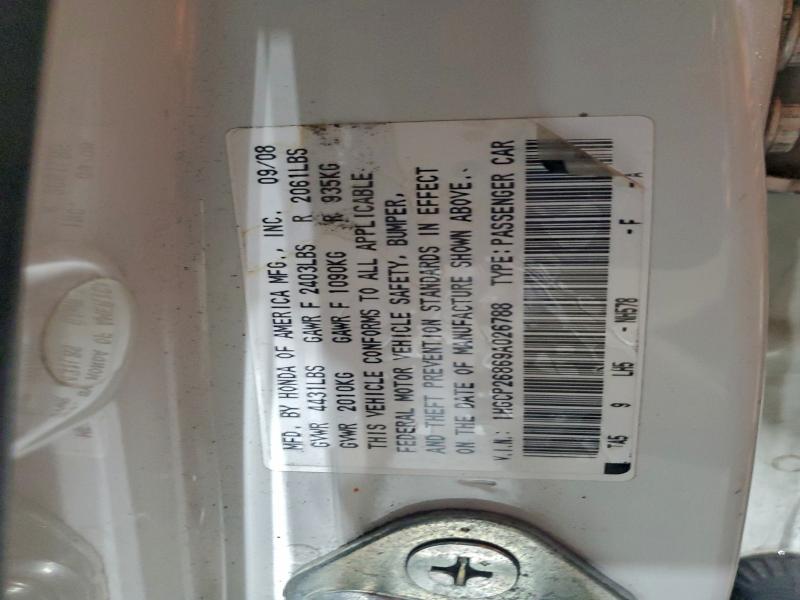 MFD. BY HONDA OF AMERICA MFG., INC. 09/08
GVWR 4431LBS GAWR F 2403LBS R 2061LBS
GVWR 2010KG GAWR F 1090KG R 935KG
THIS VEHICLE CONFORMS TO ALL APPLICABLE
FEDERAL MOTOR VEHICLE SAFETY, BUMPER,
AND THEFT PREVENTION STANDARDS IN EFFECT
ON THE DATE OF MANUFACTURE SHOWN ABOVE.
V.I.N.: 1HGCP26869A026788 TYPE:PASSENGER CAR
TA5 9 LH5 - NH578 -F -A